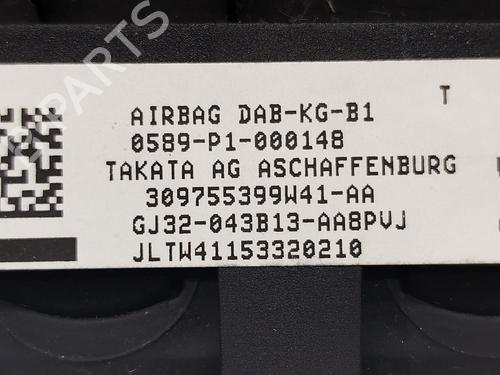 AIRBAG DAB-KG-B1 T
0589-P1-000148
TAKATA AG ASCHAFFENBURG
309755399W41-AA
GJ32-043B13-AA8PVJ
JLTW41153320210